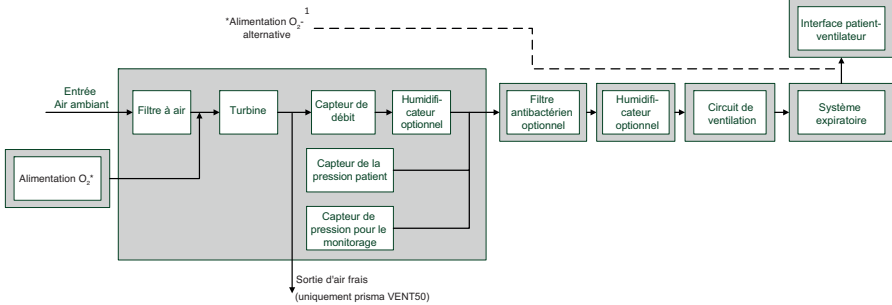 *Alimentation O2-1
alternative
Interface patient-
ventilateur
Entrée
Air ambiant
Filtre à air
Turbine
Capteur de
débit
Humidifi-
cateur
optionnel
Filtre
antibactérien
optionnel
Humidifi-
cateur
optionnel
Circuit de
ventilation
Système
expiratoire
Alimentation O2*
Capteur de la
pression patient
Capteur de
pression pour le
monitorage
Sortie d'air frais
(uniquement prisma VENT50)